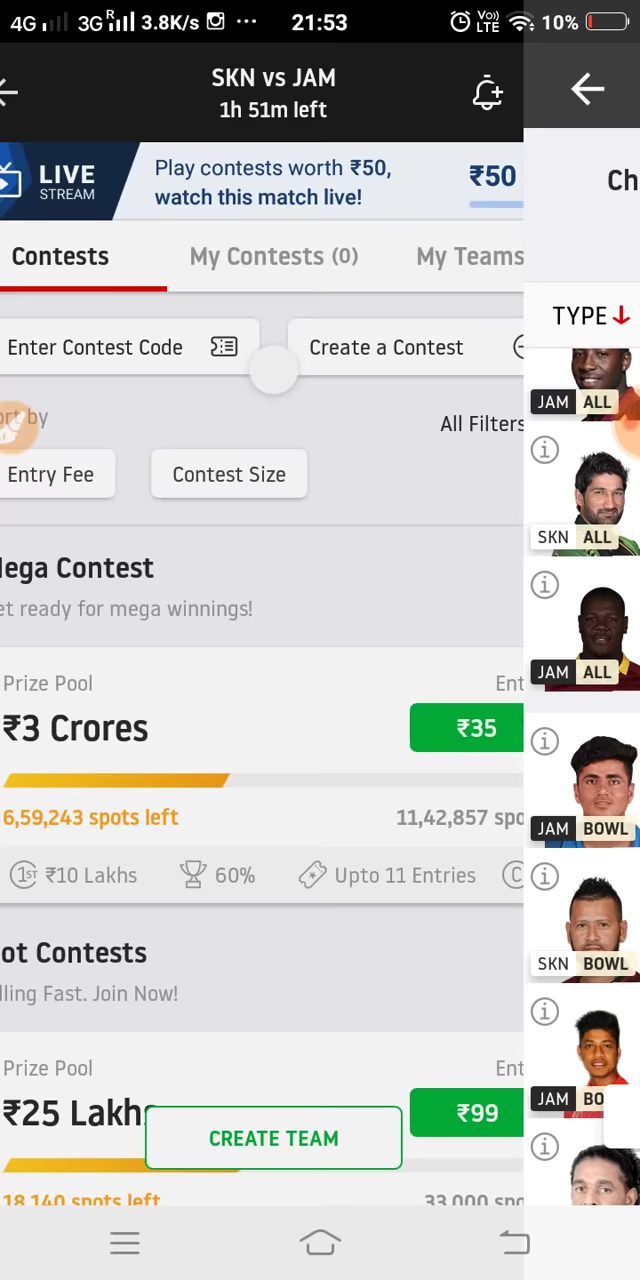 4G 3G R 3.8K/s ... 21:53 Vo) LTE 10%
SKN vs JAM
1h 51m left
LIVE
STREAM
Play contests worth ₹50,
watch this match live!
₹50
Contests
My Contests (0)
My Teams
Enter Contest Code
Create a Contest
ort by
All Filters
Entry Fee
Contest Size
lega Contest
et ready for mega winnings!
Prize Pool
Ent
₹3 Crores
₹35
6,59,243 spots left
11,42,857 spo
1ST ₹10 Lakhs
60%
Upto 11 Entries
C
ot Contests
lling Fast. Join Now!
Prize Pool
Ent
₹25 Lakhs
₹99
CREATE TEAM
18,140 spots left
33,000 spo
Ch
TYPE
JAM ALL
SKN ALL
JAM ALL
JAM BOWL
SKN BOWL
JAM BO